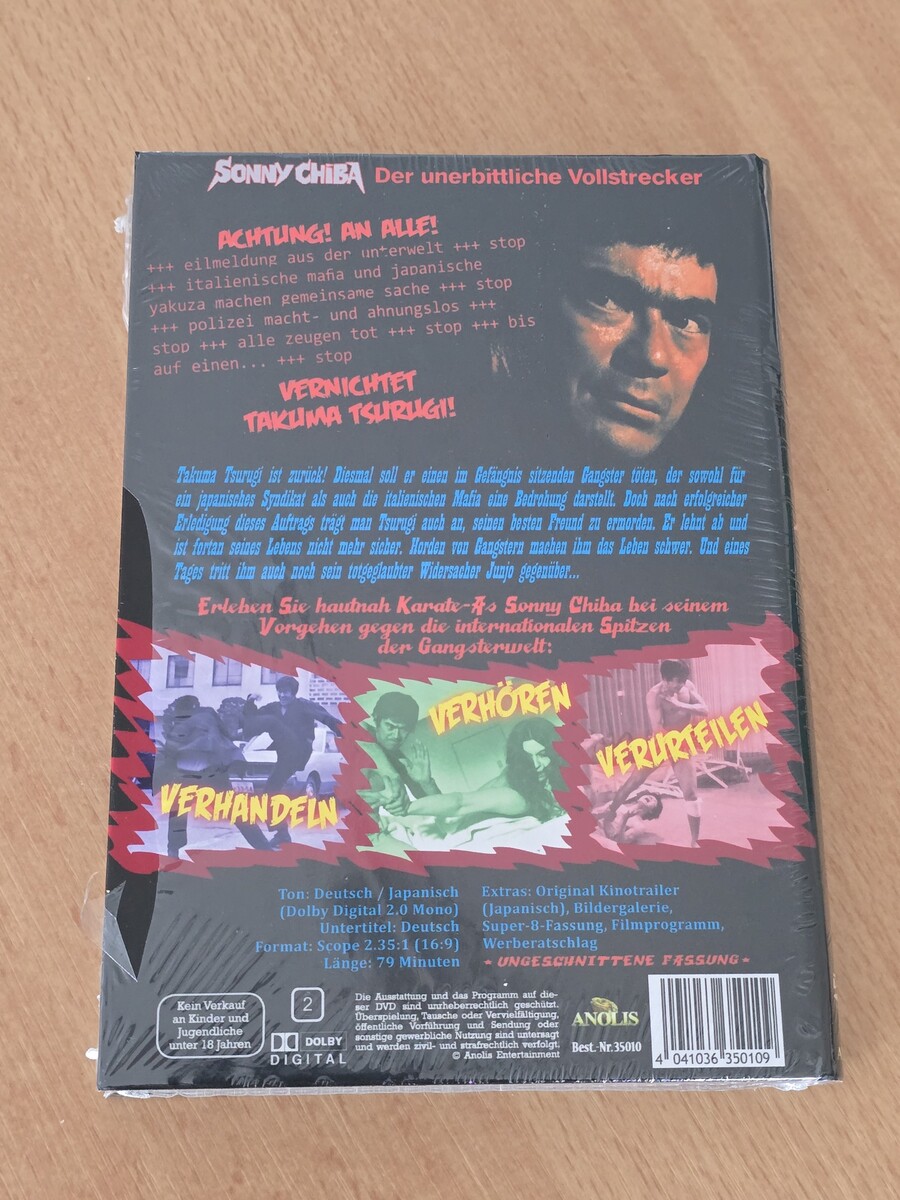 SONNY CHIBA Der unerbittliche Vollstrecker
ACHTUNG! AN ALLE!
+++ eilmeldung aus der unterwelt +++ stop
+++ italienische mafia und japanische
yakuza machen gemeinsame sache +++ stop
+++ polizei macht- und ahnungslos +++
stop +++ alle zeugen tot +++ stop +++ bis
auf einen... +++ stop
VERNICHTET
TAKUMA TSURUGI!
Takuma Tsurugi ist zurück! Diesmal soll er einen im Gefängnis sitzenden Gangster töten, der sowohl für
ein japanisches Syndikat als auch die italienischen Mafia eine Bedrohung darstellt. Doch nach erfolgreicher
Erledigung dieses Auftrags trägt man Tsurugi auch an, seinen besten Freund zu ermorden. Er lehnt ab und
ist fortan seines Lebens nicht mehr sicher. Horden von Gangstern machen ihm das Leben schwer. Und eines
Tages tritt ihm auch noch sein totgeglaubter Widersacher Junjo gegenüber...
Erleben Sie hautnah Karate-As Sonny Chiba bei seinem
Vorgehen gegen die internationalen Spitzen
der Gangsterwelt:
VERHANDELN
VERHÖREN
VERURTEILEN
Ton: Deutsch / Japanisch
(Dolby Digital 2.0 Mono)
Untertitel: Deutsch
Format: Scope 2.35:1 (16:9)
Länge: 79 Minuten
Extras: Original Kinotrailer
(Japanisch), Bildergalerie,
Super-8-Fassung, Filmprogramm,
Werberatschlag
* UNGESCHNITTENE FASSUNG *
Kein Verkauf
an Kinder und
Jugendliche
unter 18 Jahren
2
DOLBY
DIGITAL
Die Ausstattung und das Programm auf die-
ser DVD sind urheberrechtlich geschützt.
Überspielung, Tausche oder Vervielfältigung,
öffentliche Vorführung und Sendung oder
sonstige gewerbliche Nutzung sind untersagt
und werden zivil- und strafrechtlich verfolgt.
© Anolis Entertainment
ANOLIS
Best.-Nr.35010
4 041036 350109